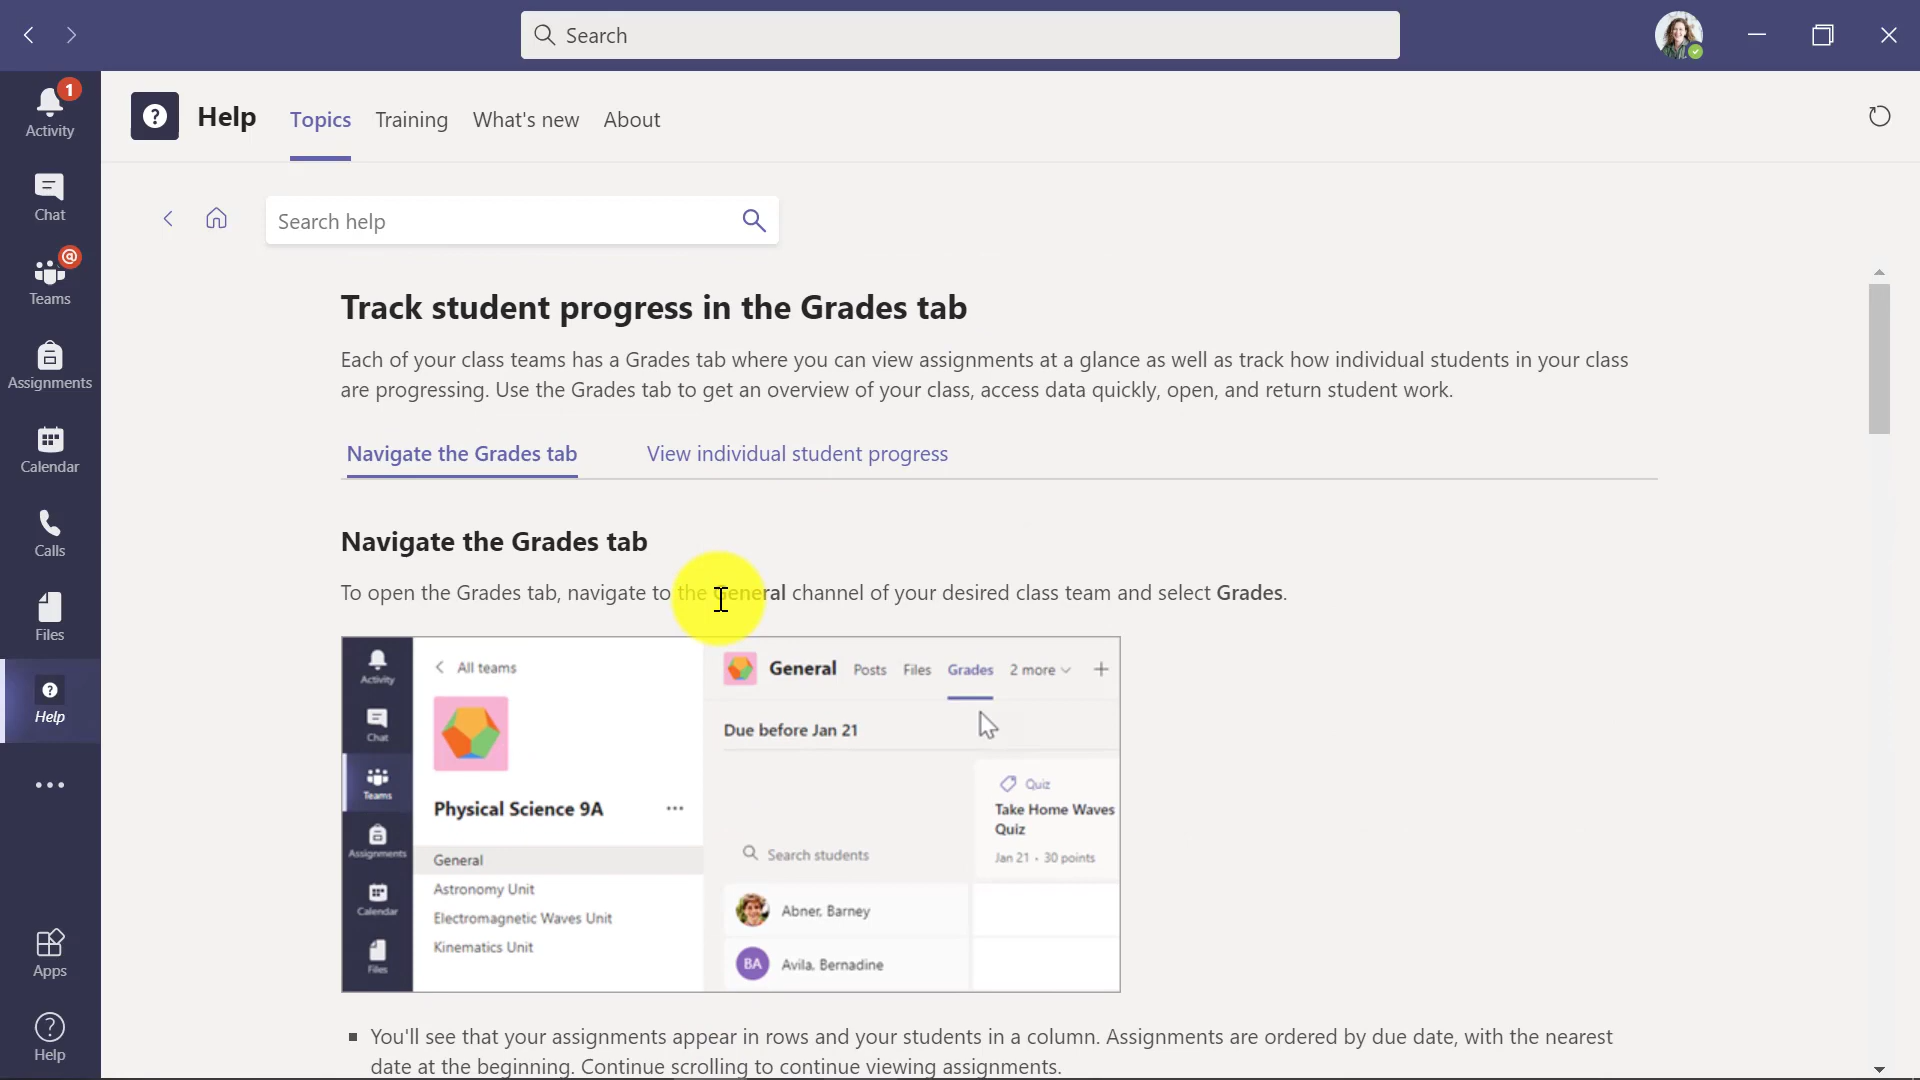 Search
1
Activity
Chat
@
Teams
Assignments
Calendar
Calls
Files
Help
Apps
Help
Help
Topics
Training
What's new
About
Search help
Track student progress in the Grades tab
Each of your class teams has a Grades tab where you can view assignments at a glance as well as track how individual students in your class
are progressing. Use the Grades tab to get an overview of your class, access data quickly, open, and return student work.
Navigate the Grades tab
View individual student progress
Navigate the Grades tab
To open the Grades tab, navigate to the General channel of your desired class team and select Grades.
Activity
Chat
Teams
Assignments
Calendar
Files
All teams
Physical Science 9A
General
Astronomy Unit
Electromagnetic Waves Unit
Kinematics Unit
General
Posts
Files
Grades
2 more
Due before Jan 21
Quiz
Take Home Waves
Quiz
Jan 21 • 30 points
Search students
Abner, Barney
BA
Avila, Bernadine
You'll see that your assignments appear in rows and your students in a column. Assignments are ordered by due date, with the nearest
date at the beginning. Continue scrolling to continue viewing assignments.